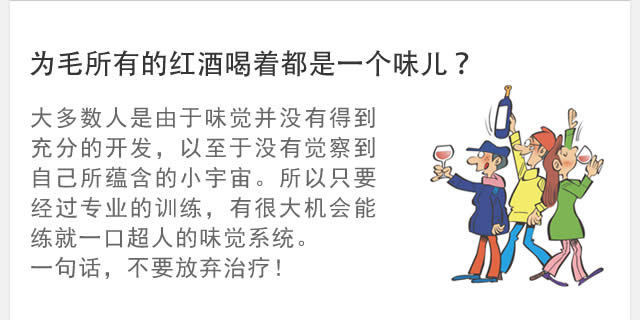 为毛所有的红酒喝着都是一个味儿？
大多数人是由于味觉并没有得到
充分的开发，以至于没有觉察到
自己所蕴含的小宇宙。所以只要
经过专业的训练，有很大机会能
练就一口超人的味觉系统。
一句话，不要放弃治疗！